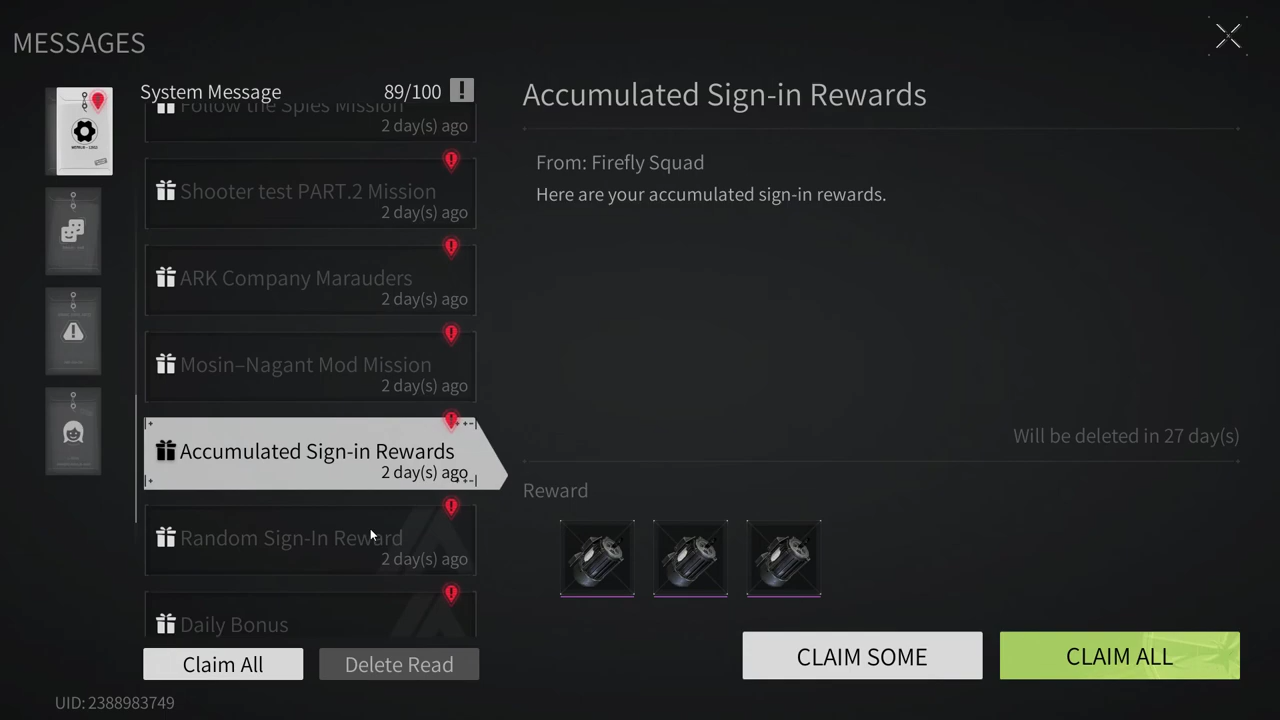 MESSAGES
System Message 89/100
Follow the Spies Mission
2 day(s) ago
Shooter test PART.2 Mission
2 day(s) ago
ARK Company Marauders
2 day(s) ago
Mosin–Nagant Mod Mission
2 day(s) ago
Accumulated Sign-in Rewards
2 day(s) ago
Random Sign-In Reward
2 day(s) ago
Daily Bonus
Claim All
Delete Read
UID: 2388983749
Accumulated Sign-in Rewards
From: Firefly Squad
Here are your accumulated sign-in rewards.
Will be deleted in 27 day(s)
Reward
CLAIM SOME
CLAIM ALL